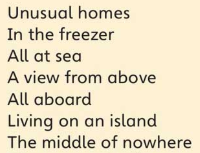 Unusual homes
In the freezer
All at sea
A view from above
All aboard
Living on an island
The middle of nowhere